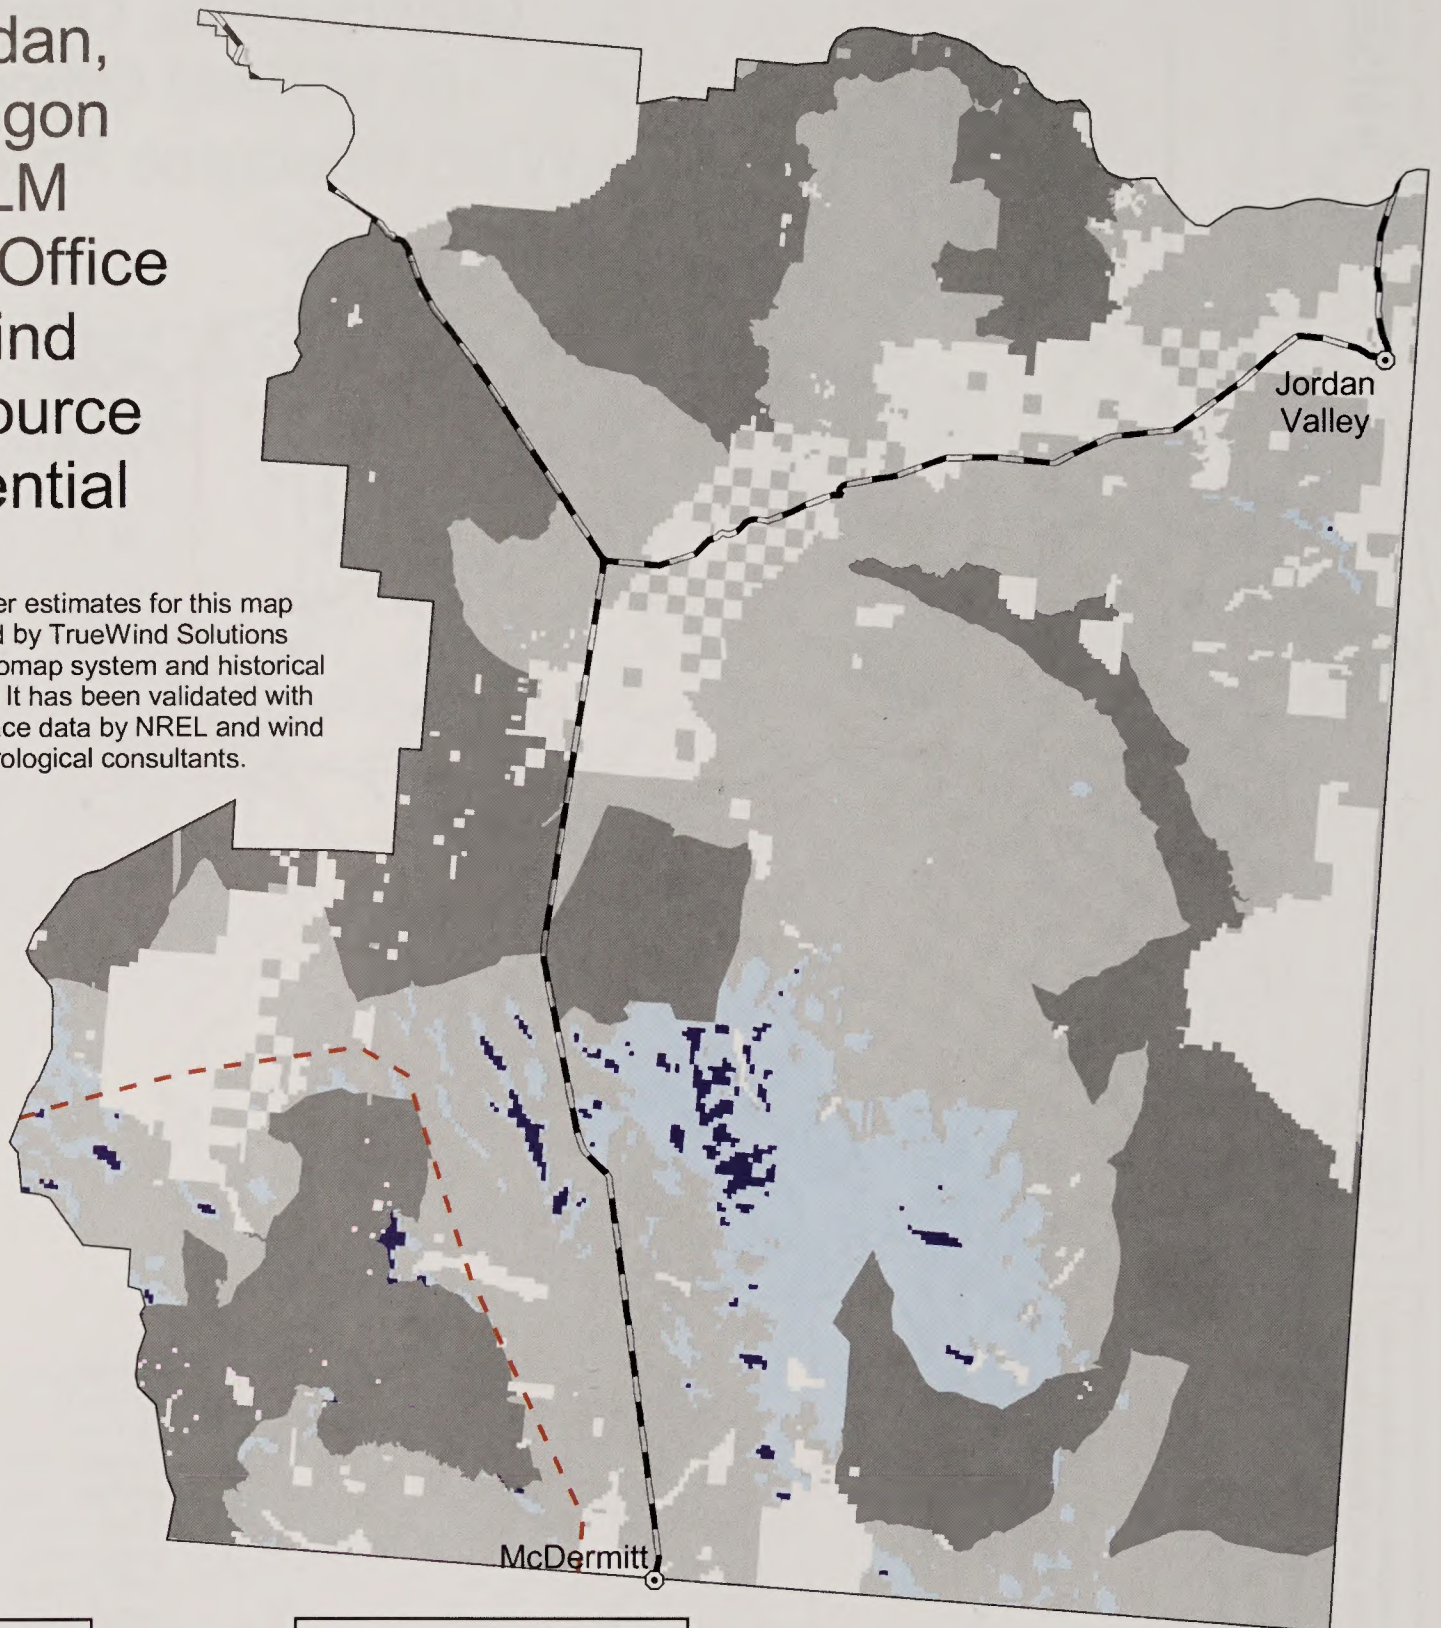 dan,
gon
LM
Office
ind
ource
ential
er estimates for this map
d by TrueWind Solutions
omap system and historical
It has been validated with
ce data by NREL and wind
rological consultants.
Jordan
Valley
McDermitt